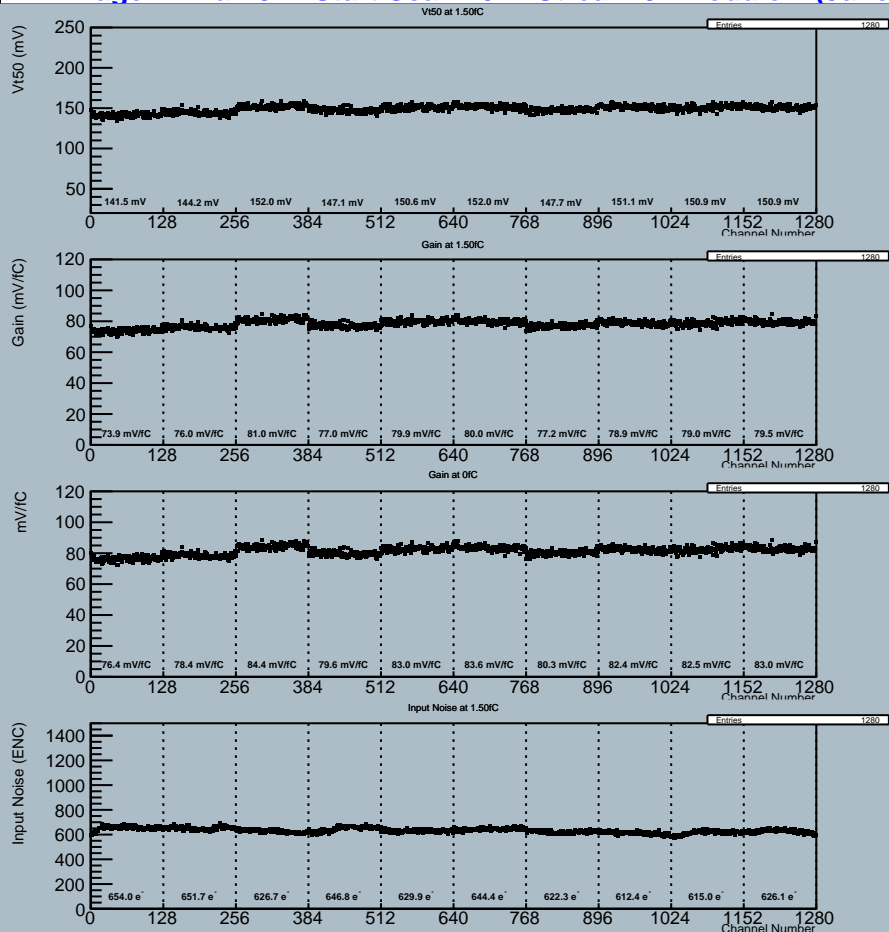 Vt50 at 1.50fC
Entries 1280
Vt50 (mV)
250
200
150
100
50
141.5 mV 144.2 mV 152.0 mV 147.1 mV 150.6 mV 152.0 mV 147.7 mV 151.1 mV 150.9 mV 150.9 mV
0 128 256 384 512 640 768 896 1024 1152 1280
Channel Number
Gain at 1.50fC
Entries 1280
Gain (mV/fC)
120
100
80
60
40
20
0
73.9 mV/fC 76.0 mV/fC 81.0 mV/fC 77.0 mV/fC 79.9 mV/fC 80.0 mV/fC 77.2 mV/fC 78.9 mV/fC 79.0 mV/fC 79.5 mV/fC
0 128 256 384 512 640 768 896 1024 1152 1280
Channel Number
Gain at 0fC
Entries 1280
mV/fC
120
100
80
60
40
20
0
76.4 mV/fC 78.4 mV/fC 84.4 mV/fC 79.6 mV/fC 83.0 mV/fC 83.6 mV/fC 80.3 mV/fC 82.4 mV/fC 82.5 mV/fC 83.0 mV/fC
0 128 256 384 512 640 768 896 1024 1152 1280
Channel Number
Input Noise at 1.50fC
Entries 1280
Input Noise (ENC)
1400
1200
1000
800
600
400
200
0
654.0 e⁻ 651.7 e⁻ 626.7 e⁻ 646.8 e⁻ 629.9 e⁻ 644.4 e⁻ 622.3 e⁻ 612.4 e⁻ 615.0 e⁻ 626.1 e⁻
0 128 256 384 512 640 768 896 1024 1152 1280
Channel Number